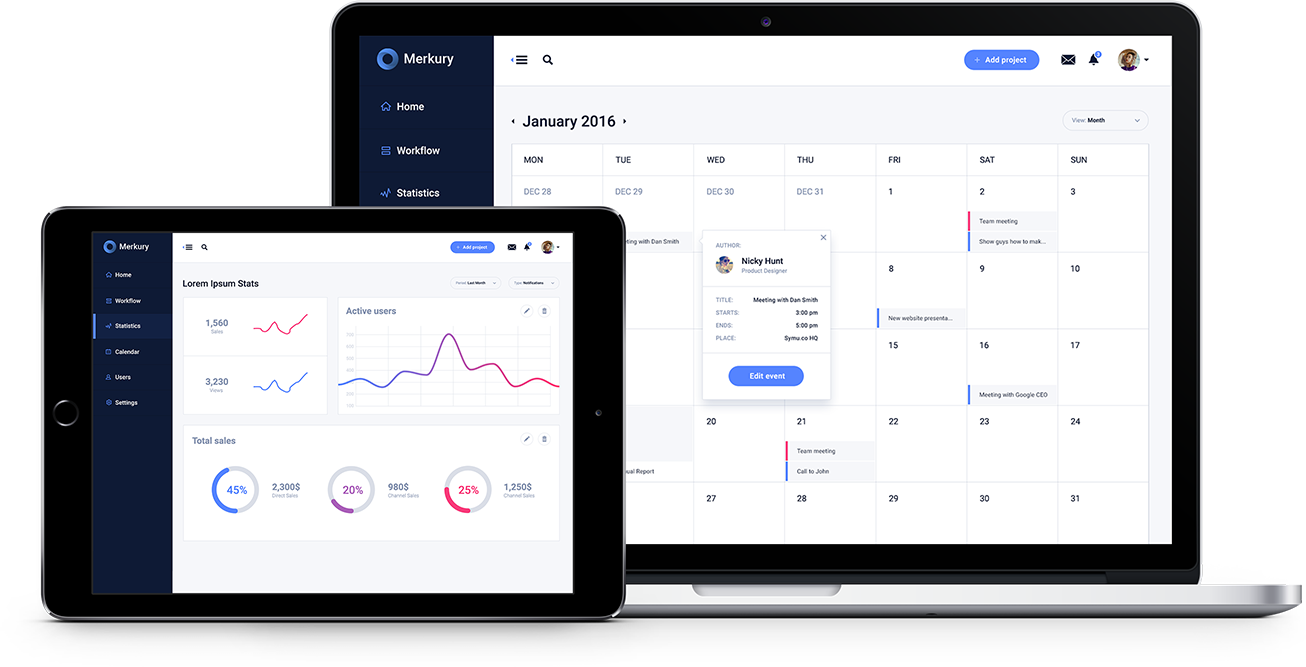 Merkury
+ Add project
3
Home
Workflow
Statistics
January 2016
View: Month
MON TUE WED THU FRI SAT SUN
DEC 28 DEC 29 DEC 30 DEC 31 1 2 3
Team meeting
Show guys how to mak...
ting with Dan Smith
8 9 10
New website presenta...
15 16 17
Meeting with Google CEO
20 21 22 23 24
Team meeting
Call to John
ual Report
27 28 29 30 31
AUTHOR:
Nicky Hunt
Product Designer
TITLE: Meeting with Dan Smith
STARTS: 3:00 pm
ENDS: 5:00 pm
PLACE: Symu.co HQ
Edit event
Merkury
+ Add project
Home
Workflow
Statistics
Calendar
Users
Settings
Lorem Ipsum Stats
Period: Last Month
Type: Notifications
1,560
Sales
3,230
Views
Active users
Total sales
45%
2,300$
Direct Sales
20%
980$
Channel Sales
25%
1,250$
Channel Sales